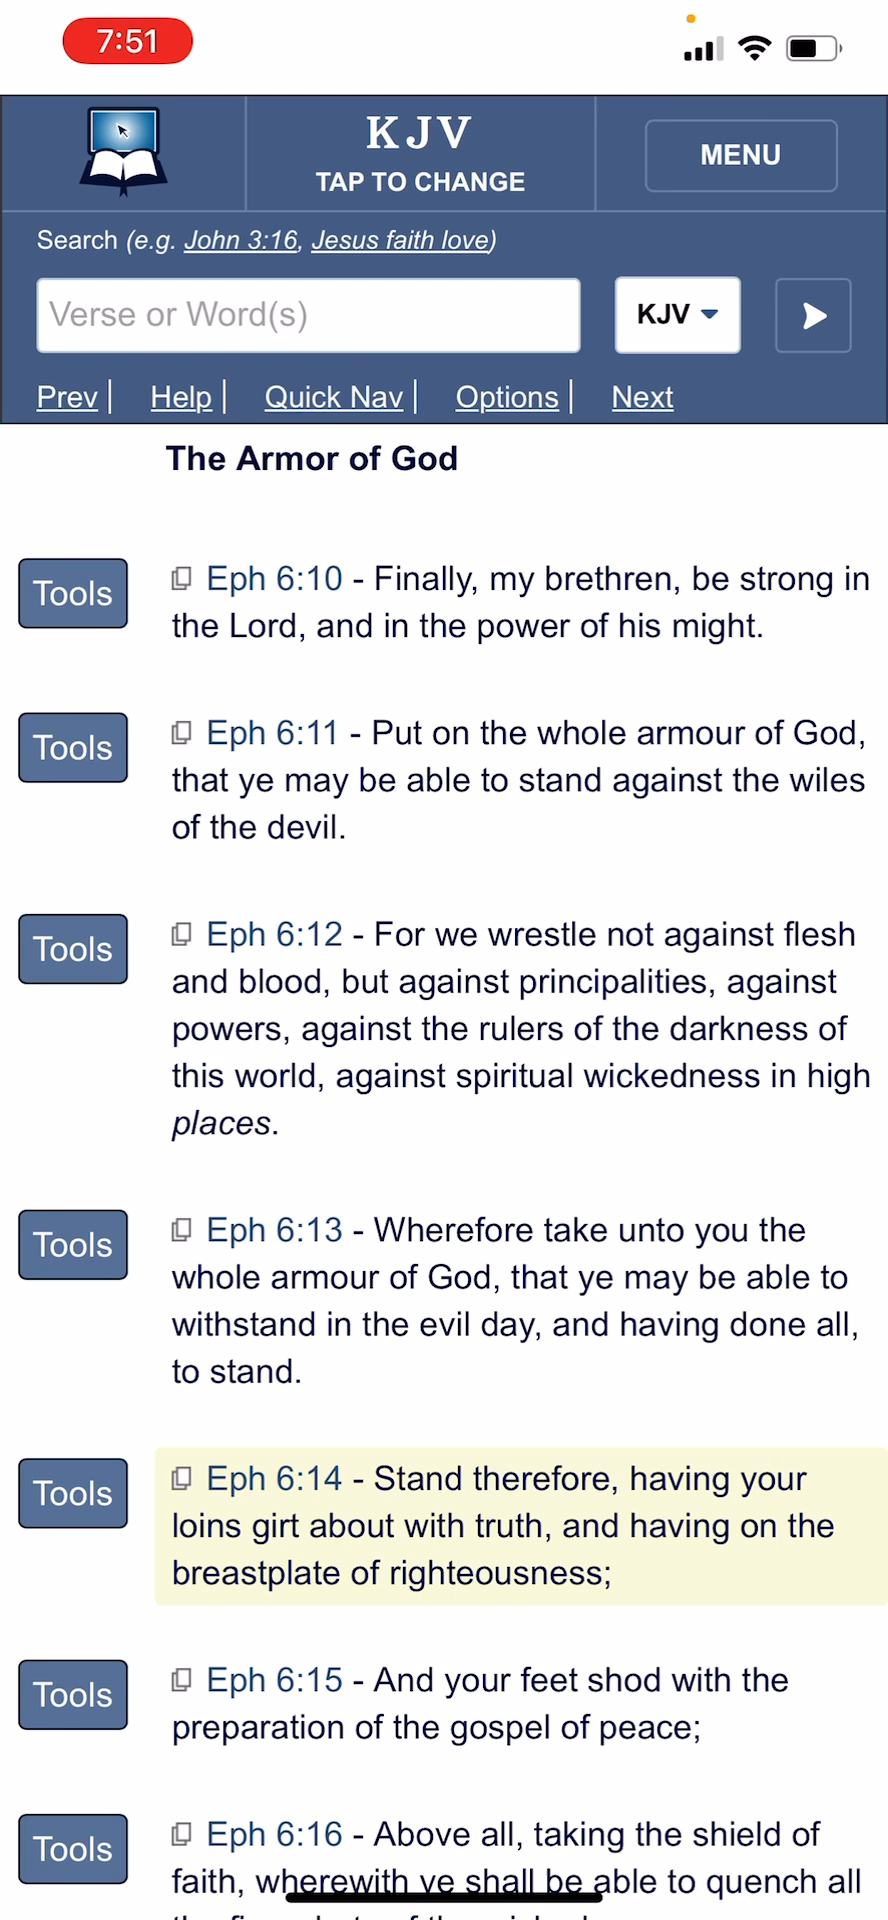 7:51
KJV
TAP TO CHANGE
MENU
Search (e.g. John 3:16, Jesus faith love)
Verse or Word(s)
KJV
Prev | Help | Quick Nav | Options | Next
The Armor of God
Tools
Eph 6:10 - Finally, my brethren, be strong in
the Lord, and in the power of his might.
Tools
Eph 6:11 - Put on the whole armour of God,
that ye may be able to stand against the wiles
of the devil.
Tools
Eph 6:12 - For we wrestle not against flesh
and blood, but against principalities, against
powers, against the rulers of the darkness of
this world, against spiritual wickedness in high
places.
Tools
Eph 6:13 - Wherefore take unto you the
whole armour of God, that ye may be able to
withstand in the evil day, and having done all,
to stand.
Tools
Eph 6:14 - Stand therefore, having your
loins girt about with truth, and having on the
breastplate of righteousness;
Tools
Eph 6:15 - And your feet shod with the
preparation of the gospel of peace;
Tools
Eph 6:16 - Above all, taking the shield of
faith, wherewith ye shall be able to quench all